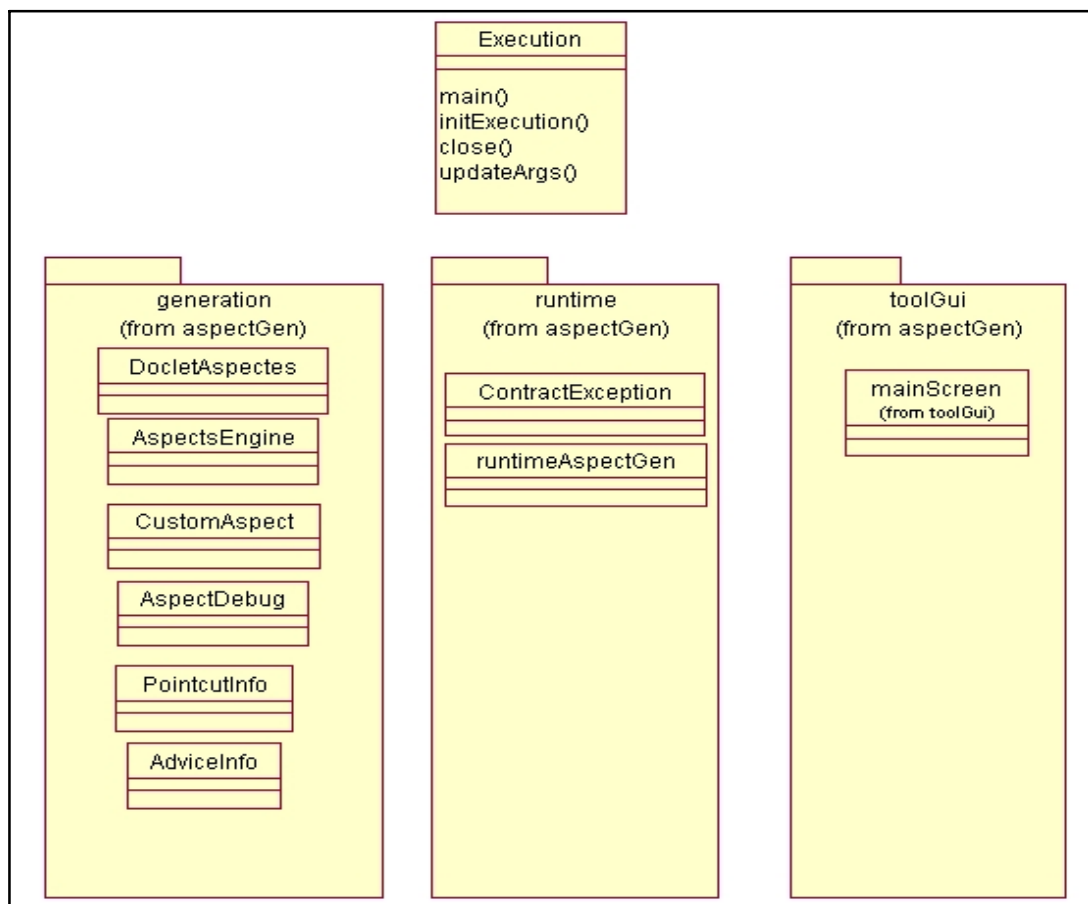 Execution
main()
initExecution()
close()
updateArgs()
generation
(from aspectGen)
DocletAspectes
AspectsEngine
CustomAspect
AspectDebug
PointcutInfo
AdviceInfo
runtime
(from aspectGen)
ContractException
runtimeAspectGen
toolGui
(from aspectGen)
mainScreen
(from toolGui)